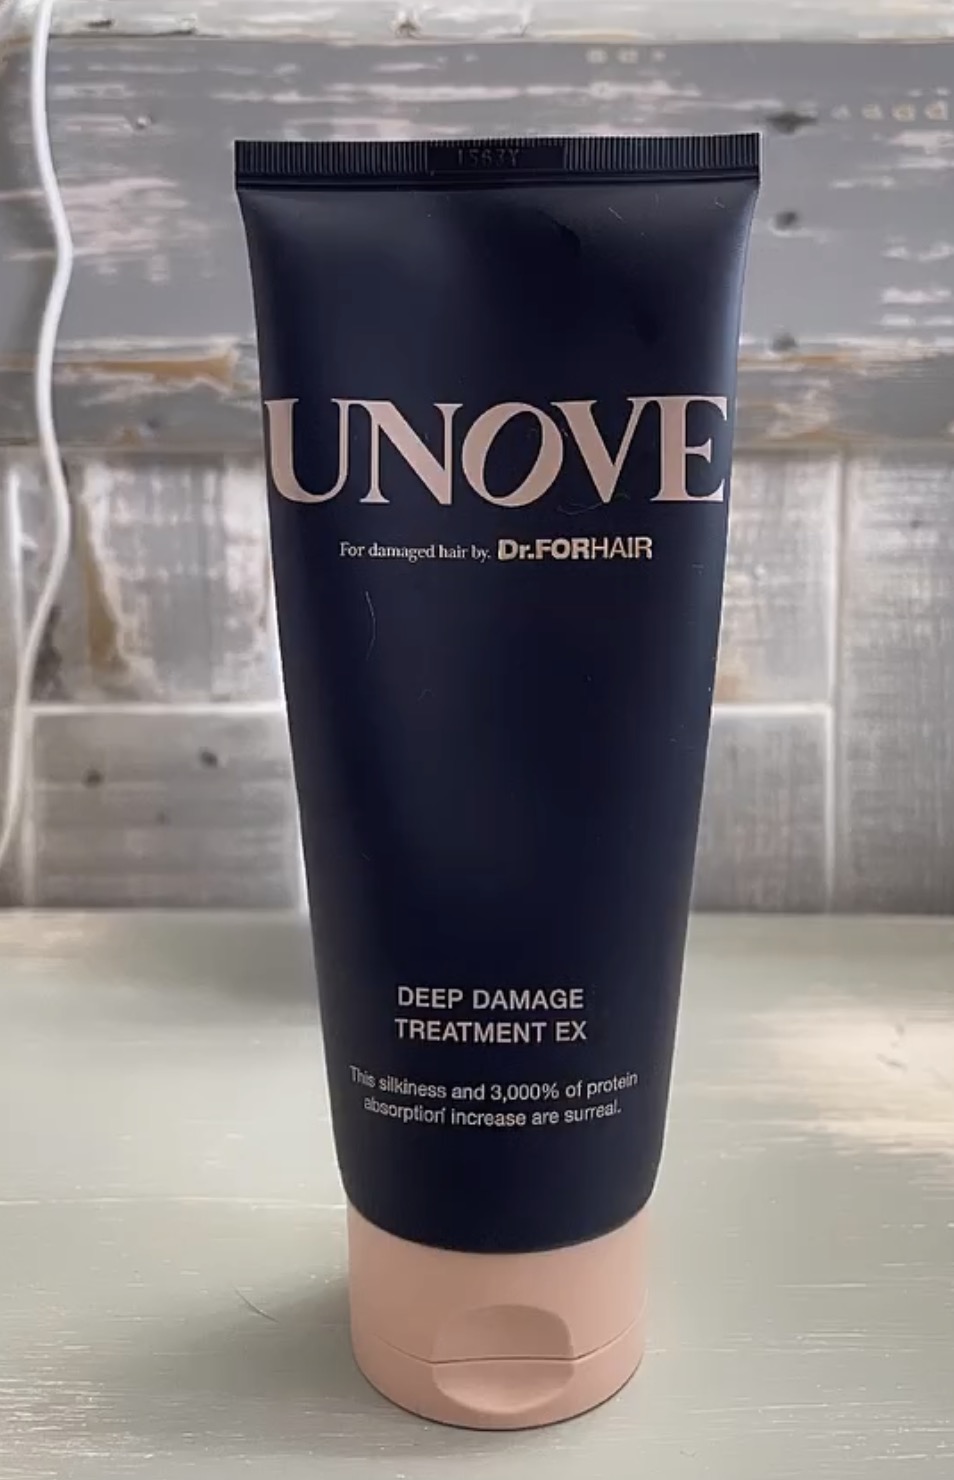 UNOVE
For damaged hair by. Dr.FORHAIR
DEEP DAMAGE
TREATMENT EX
This silkiness and 3,000% of protein
absorption increase are surreal.